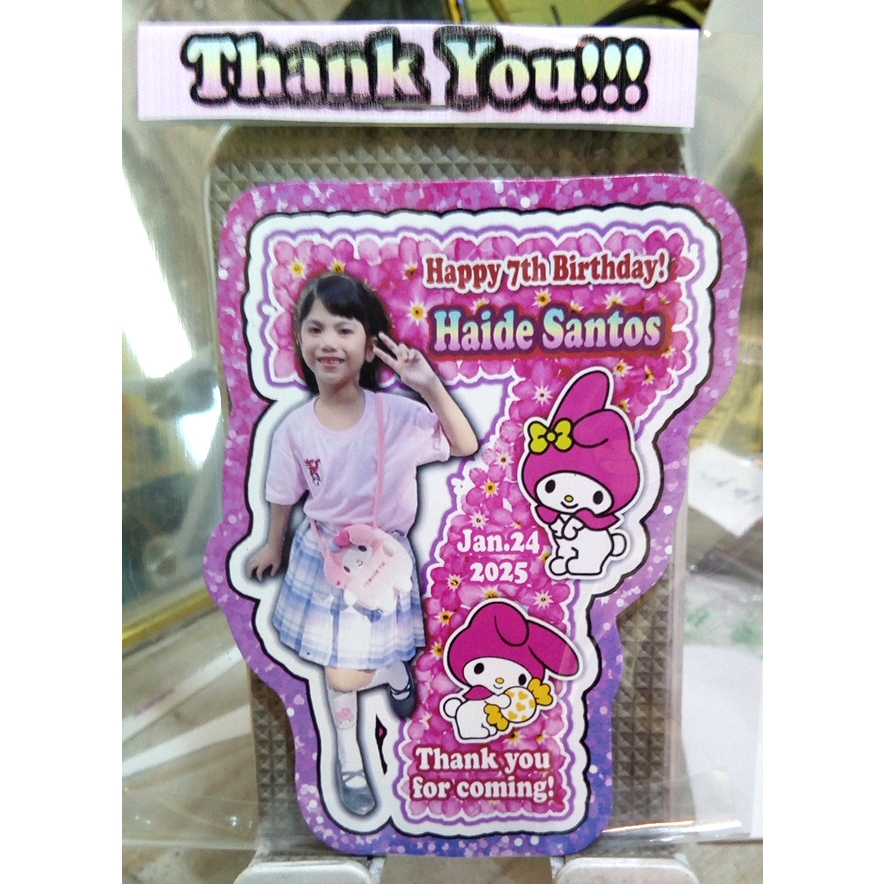 Thank You!!!
Happy 7th Birthday!
Haide Santos
Jan.24
2025
Thank you
for coming!